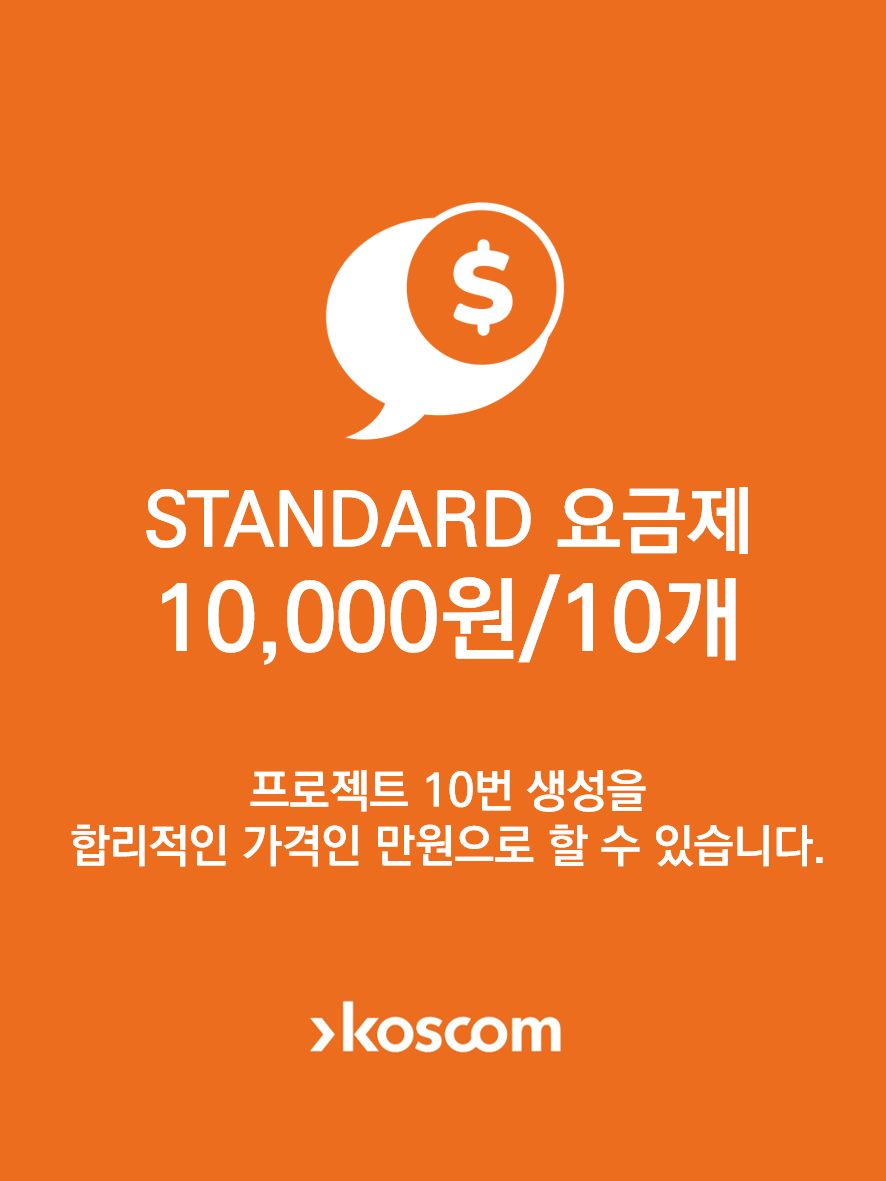 $
STANDARD 요금제
10,000원/10개
프로젝트 10번 생성을
합리적인 가격인 만원으로 할 수 있습니다.
koscom